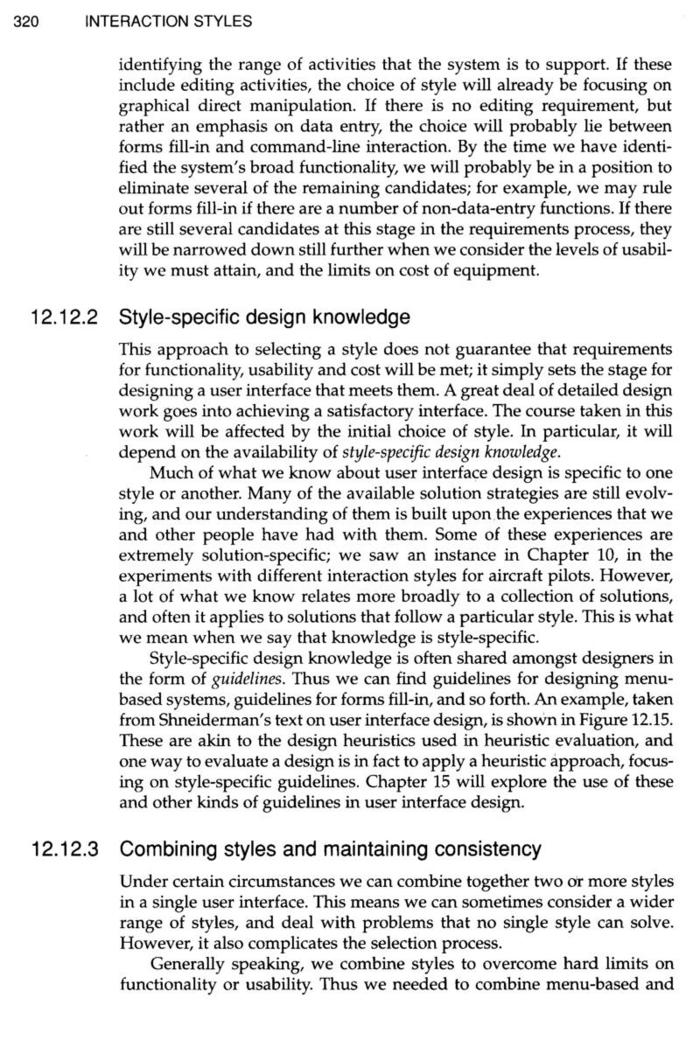 320 INTERACTION STYLES
identifying the range of activities that the system is to support. If these
include editing activities, the choice of style will already be focusing on
graphical direct manipulation. If there is no editing requirement, but
rather an emphasis on data entry, the choice will probably lie between
forms fill-in and command-line interaction. By the time we have identi-
fied the system's broad functionality, we will probably be in a position to
eliminate several of the remaining candidates; for example, we may rule
out forms fill-in if there are a number of non-data-entry functions. If there
are still several candidates at this stage in the requirements process, they
will be narrowed down still further when we consider the levels of usabil-
ity we must attain, and the limits on cost of equipment.
12.12.2 Style-specific design knowledge
This approach to selecting a style does not guarantee that requirements
for functionality, usability and cost will be met; it simply sets the stage for
designing a user interface that meets them. A great deal of detailed design
work goes into achieving a satisfactory interface. The course taken in this
work will be affected by the initial choice of style. In particular, it will
depend on the availability of style-specific design knowledge.
Much of what we know about user interface design is specific to one
style or another. Many of the available solution strategies are still evolv-
ing, and our understanding of them is built upon the experiences that we
and other people have had with them. Some of these experiences are
extremely solution-specific; we saw an instance in Chapter 10, in the
experiments with different interaction styles for aircraft pilots. However,
a lot of what we know relates more broadly to a collection of solutions,
and often it applies to solutions that follow a particular style. This is what
we mean when we say that knowledge is style-specific.
Style-specific design knowledge is often shared amongst designers in
the form of guidelines. Thus we can find guidelines for designing menu-
based systems, guidelines for forms fill-in, and so forth. An example, taken
from Shneiderman's text on user interface design, is shown in Figure 12.15.
These are akin to the design heuristics used in heuristic evaluation, and
one way to evaluate a design is in fact to apply a heuristic approach, focus-
ing on style-specific guidelines. Chapter 15 will explore the use of these
and other kinds of guidelines in user interface design.
12.12.3 Combining styles and maintaining consistency
Under certain circumstances we can combine together two or more styles
in a single user interface. This means we can sometimes consider a wider
range of styles, and deal with problems that no single style can solve.
However, it also complicates the selection process.
Generally speaking, we combine styles to overcome hard limits on
functionality or usability. Thus we needed to combine menu-based and